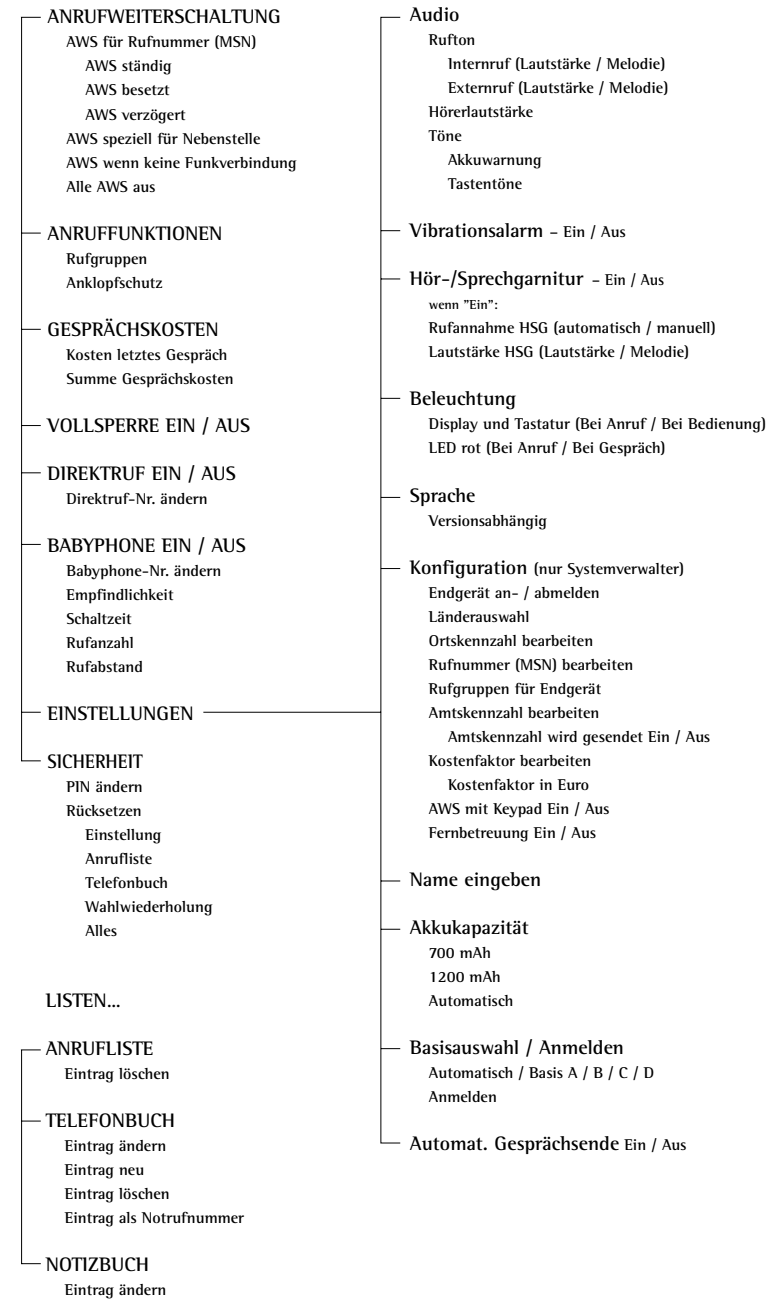 ANRUFWEITERSCHALTUNG
AWS für Rufnummer (MSN)
AWS ständig
AWS besetzt
AWS verzögert
AWS speziell für Nebenstelle
AWS wenn keine Funkverbindung
Alle AWS aus
ANRUFFUNKTIONEN
Rufgruppen
Anklopfschutz
GESPRÄCHSKOSTEN
Kosten letztes Gespräch
Summe Gesprächskosten
VOLLSPERRE EIN / AUS
DIREKTRUF EIN / AUS
Direktruf-Nr. ändern
BABYPHONE EIN / AUS
Babyphone-Nr. ändern
Empfindlichkeit
Schaltzeit
Rufanzahl
Rufabstand
EINSTELLUNGEN
SICHERHEIT
PIN ändern
Rücksetzen
Einstellung
Anrufliste
Telefonbuch
Wahlwiederholung
Alles
LISTEN...
ANRUFLISTE
Eintrag löschen
TELEFONBUCH
Eintrag ändern
Eintrag neu
Eintrag löschen
Eintrag als Notrufnummer
NOTIZBUCH
Eintrag ändern
Audio
Rufton
Internruf (Lautstärke / Melodie)
Externruf (Lautstärke / Melodie)
Hörerlautstärke
Töne
Akkuwarnung
Tastentöne
Vibrationsalarm – Ein / Aus
Hör-/Sprechgarnitur – Ein / Aus
wenn "Ein":
Rufannahme HSG (automatisch / manuell)
Lautstärke HSG (Lautstärke / Melodie)
Beleuchtung
Display und Tastatur (Bei Anruf / Bei Bedienung)
LED rot (Bei Anruf / Bei Gespräch)
Sprache
Versionsabhängig
Konfiguration (nur Systemverwalter)
Endgerät an- / abmelden
Länderauswahl
Ortskennzahl bearbeiten
Rufnummer (MSN) bearbeiten
Rufgruppen für Endgerät
Amtskennzahl bearbeiten
Amtskennzahl wird gesendet Ein / Aus
Kostenfaktor bearbeiten
Kostenfaktor in Euro
AWS mit Keypad Ein / Aus
Fernbetreuung Ein / Aus
Name eingeben
Akkukapazität
700 mAh
1200 mAh
Automatisch
Basisauswahl / Anmelden
Automatisch / Basis A / B / C / D
Anmelden
Automat. Gesprächsende Ein / Aus